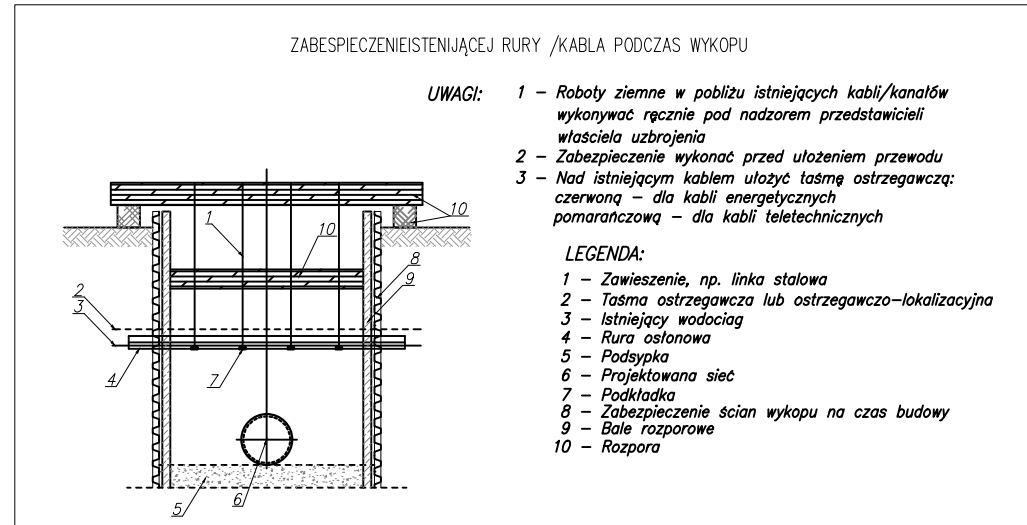 ZABESPIECZENIEISTENIJĄCEJ RURY /KABLA PODCZAS WYKOPU
UWAGI:
1 – Roboty ziemne w pobliżu istniejących kabli/kanałów
wykonywać ręcznie pod nadzorem przedstawicieli
właściela uzbrojenia
2 – Zabezpieczenie wykonać przed ułożeniem przewodu
3 – Nad istniejącym kablem ułożyć taśmę ostrzegawczą:
czerwoną – dla kabli energetycznych
pomarańczową – dla kabli teletechnicznych
LEGENDA:
1 – Zawieszenie, np. linka stalowa
2 – Taśma ostrzegawcza lub ostrzegawczo–lokalizacyjna
3 – Istniejący wodociąg
4 – Rura osłonowa
5 – Podsypka
6 – Projektowana sieć
7 – Podkładka
8 – Zabezpieczenie ścian wykopu na czas budowy
9 – Bale rozporowe
10 – Rozpora
10
1
10
8
9
2
3
4
7
5
6